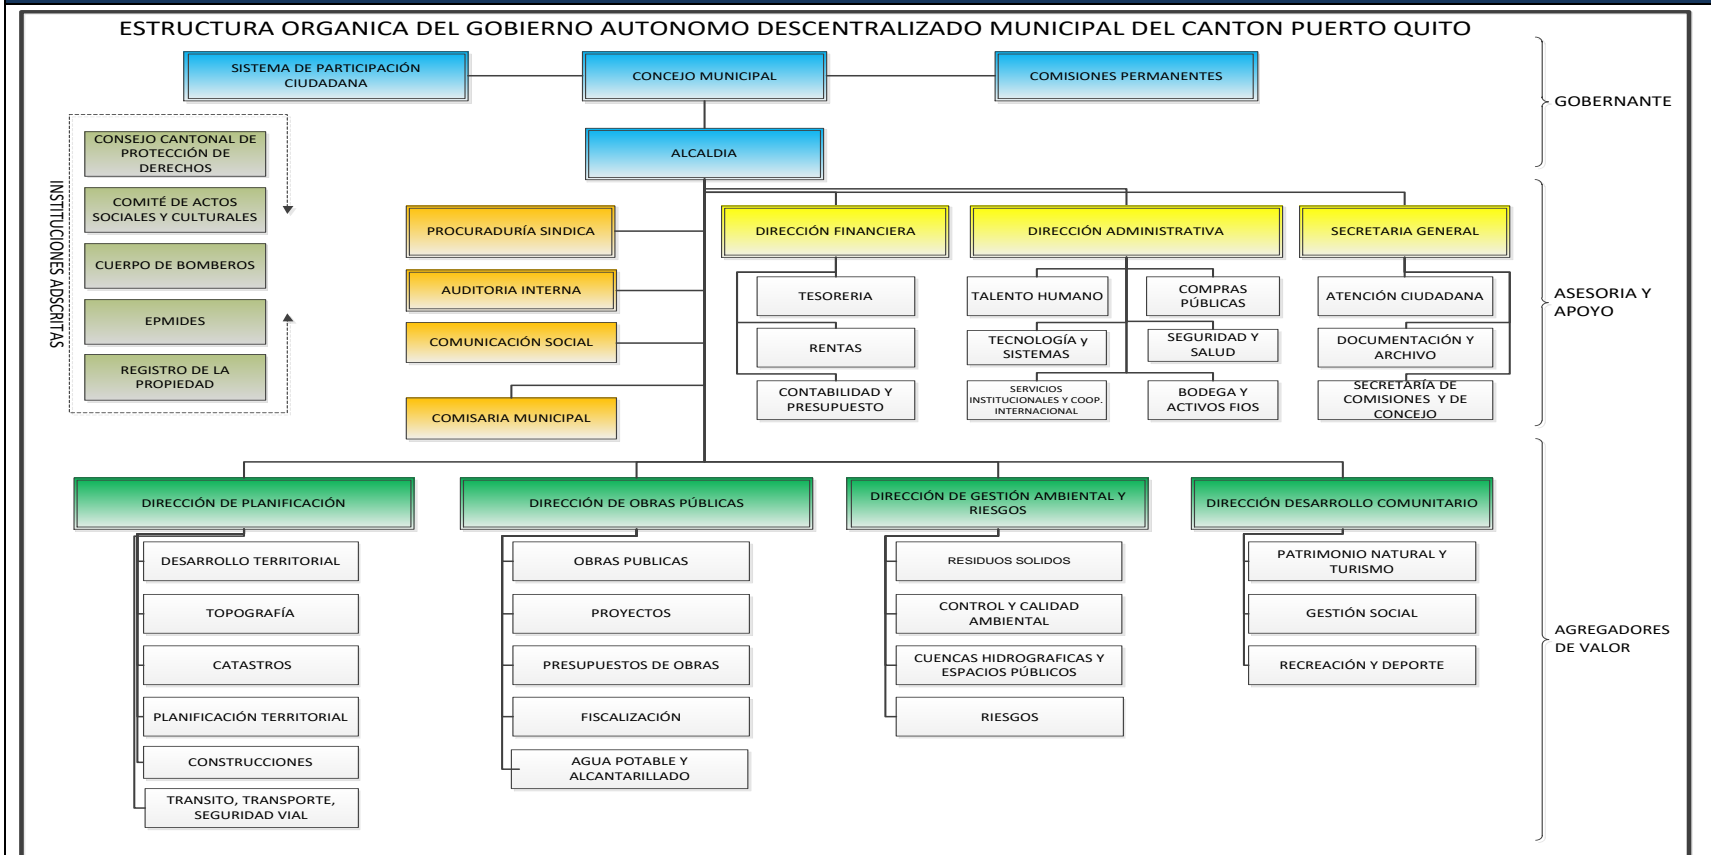 ESTRUCTURA ORGANICA DEL GOBIERNO AUTONOMO DESCENTRALIZADO MUNICIPAL DEL CANTON PUERTO QUITO
SISTEMA DE PARTICIPACIÓN
CIUDADANA
CONCEJO MUNICIPAL
COMISIONES PERMANENTES
GOBERNANTE
ALCALDIA
INSTITUCIONES ADSCRITAS
CONSEJO CANTONAL DE
PROTECCIÓN DE
DERECHOS
COMITÉ DE ACTOS
SOCIALES Y CULTURALES
CUERPO DE BOMBEROS
EPMIDES
REGISTRO DE LA
PROPIEDAD
PROCURADURÍA SINDICA
AUDITORIA INTERNA
COMUNICACIÓN SOCIAL
COMISARIA MUNICIPAL
DIRECCIÓN FINANCIERA
TESORERIA
RENTAS
CONTABILIDAD Y
PRESUPUESTO
DIRECCIÓN ADMINISTRATIVA
TALENTO HUMANO
COMPRAS
PÚBLICAS
TECNOLOGÍA y
SISTEMAS
SEGURIDAD Y
SALUD
SERVICIOS
INSTITUCIONALES Y COOP.
INTERNACIONAL
BODEGA Y
ACTIVOS FIOS
SECRETARIA GENERAL
ATENCIÓN CIUDADANA
DOCUMENTACIÓN Y
ARCHIVO
SECRETARÍA DE
COMISIONES Y DE
CONCEJO
ASESORIA Y
APOYO
DIRECCIÓN DE PLANIFICACIÓN
DESARROLLO TERRITORIAL
TOPOGRAFÍA
CATASTROS
PLANIFICACIÓN TERRITORIAL
CONSTRUCCIONES
TRANSITO, TRANSPORTE,
SEGURIDAD VIAL
DIRECCIÓN DE OBRAS PÚBLICAS
OBRAS PUBLICAS
PROYECTOS
PRESUPUESTOS DE OBRAS
FISCALIZACIÓN
AGUA POTABLE Y
ALCANTARILLADO
DIRECCIÓN DE GESTIÓN AMBIENTAL Y
RIESGOS
RESIDUOS SOLIDOS
CONTROL Y CALIDAD
AMBIENTAL
CUENCAS HIDROGRAFICAS Y
ESPACIOS PÚBLICOS
RIESGOS
DIRECCIÓN DESARROLLO COMUNITARIO
PATRIMONIO NATURAL Y
TURISMO
GESTIÓN SOCIAL
RECREACIÓN Y DEPORTE
AGREGADORES
DE VALOR